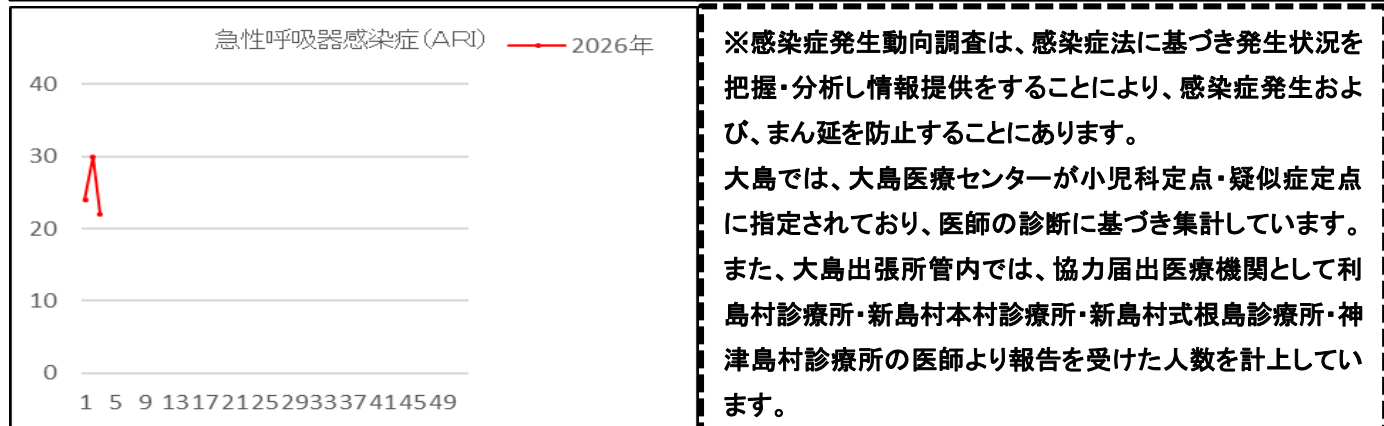 急性呼吸器感染症(ARI)
2026年
40
30
20
10
0
1 5 9 13 17 21 25 29 33 37 41 45 49
※感染症発生動向調査は、感染症法に基づき発生状況を
把握・分析し情報提供をすることにより、感染症発生およ
び、まん延を防止することにあります。
大島では、大島医療センターが小児科定点・疑似症定点
に指定されており、医師の診断に基づき集計しています。
また、大島出張所管内では、協力届出医療機関として利
島村診療所・新島村本村診療所・新島村式根島診療所・神
津島村診療所の医師より報告を受けた人数を計上してい
ます。